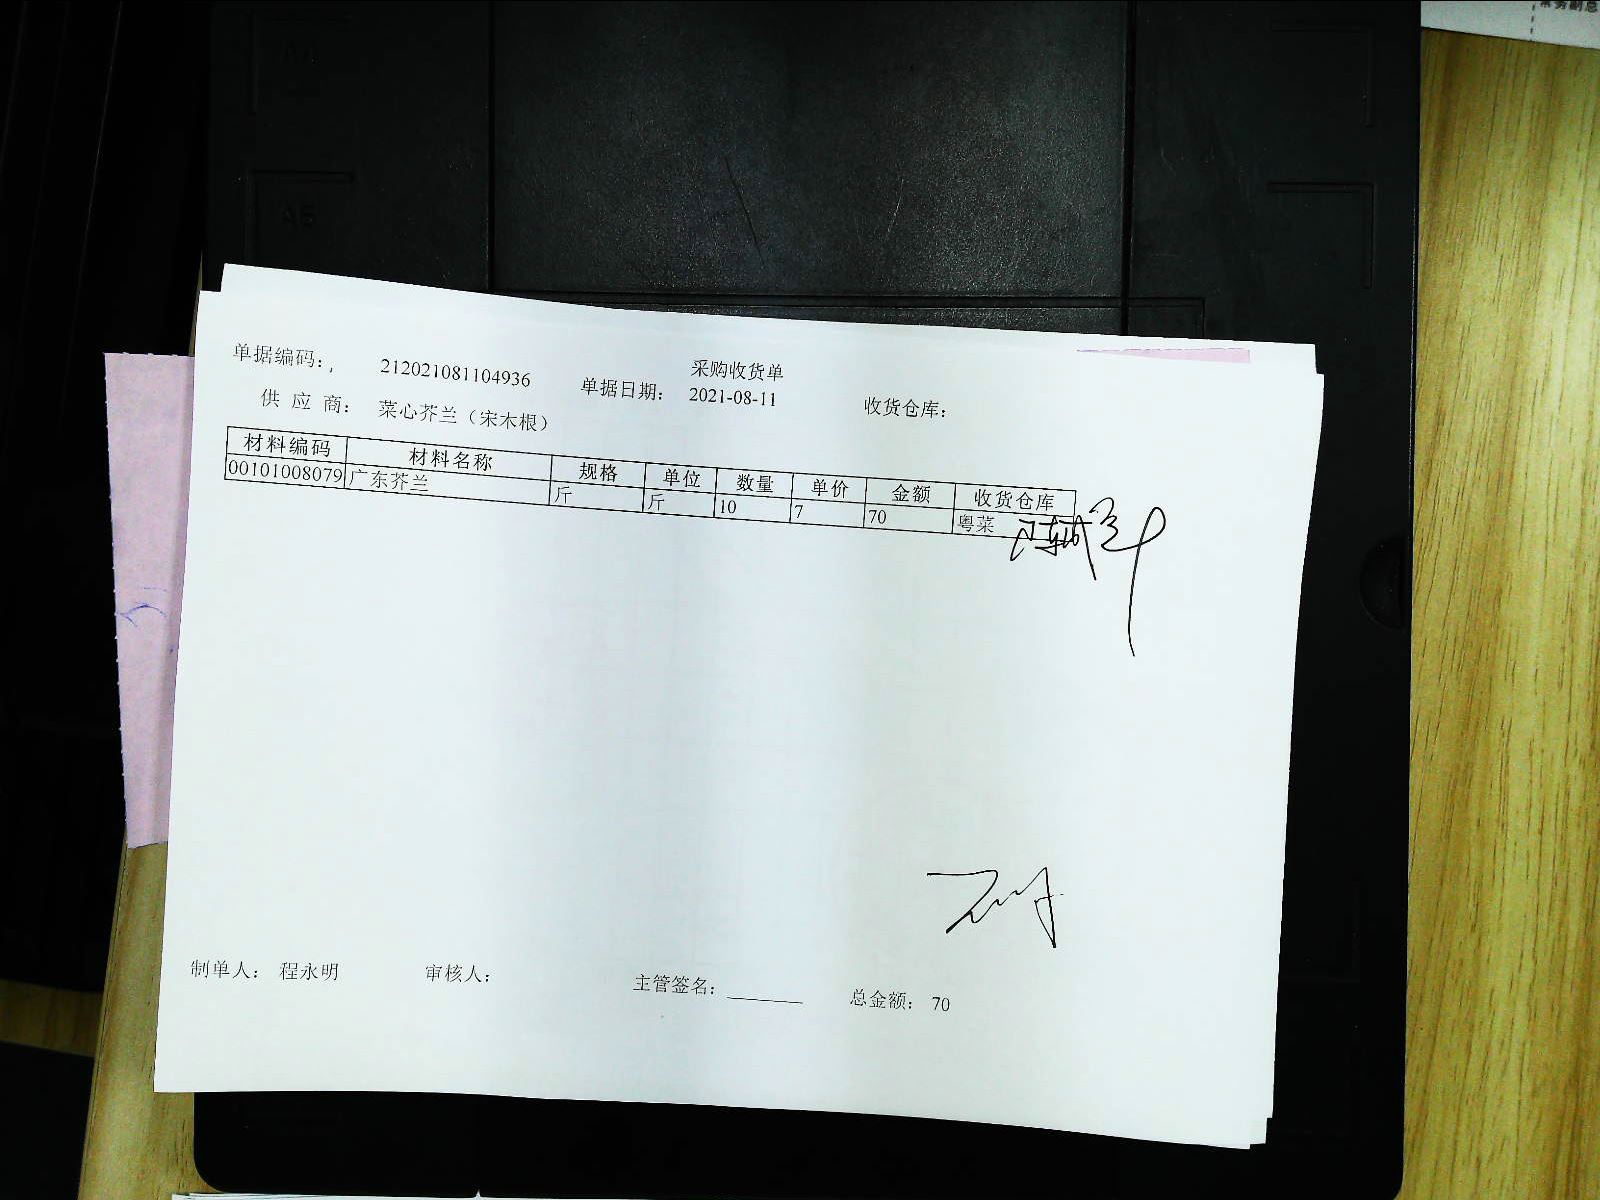 采购收货单
单据编码： 212021081104936 单据日期： 2021-08-11 收货仓库：
供 应 商： 菜心芥兰（宋木根）
材料编码 材料名称 规格 单位 数量 单价 金额 收货仓库
00101008079 广东芥兰 斤 斤 10 7 70 粤菜
制单人： 程永明 审核人： 主管签名： 总金额： 70
A5